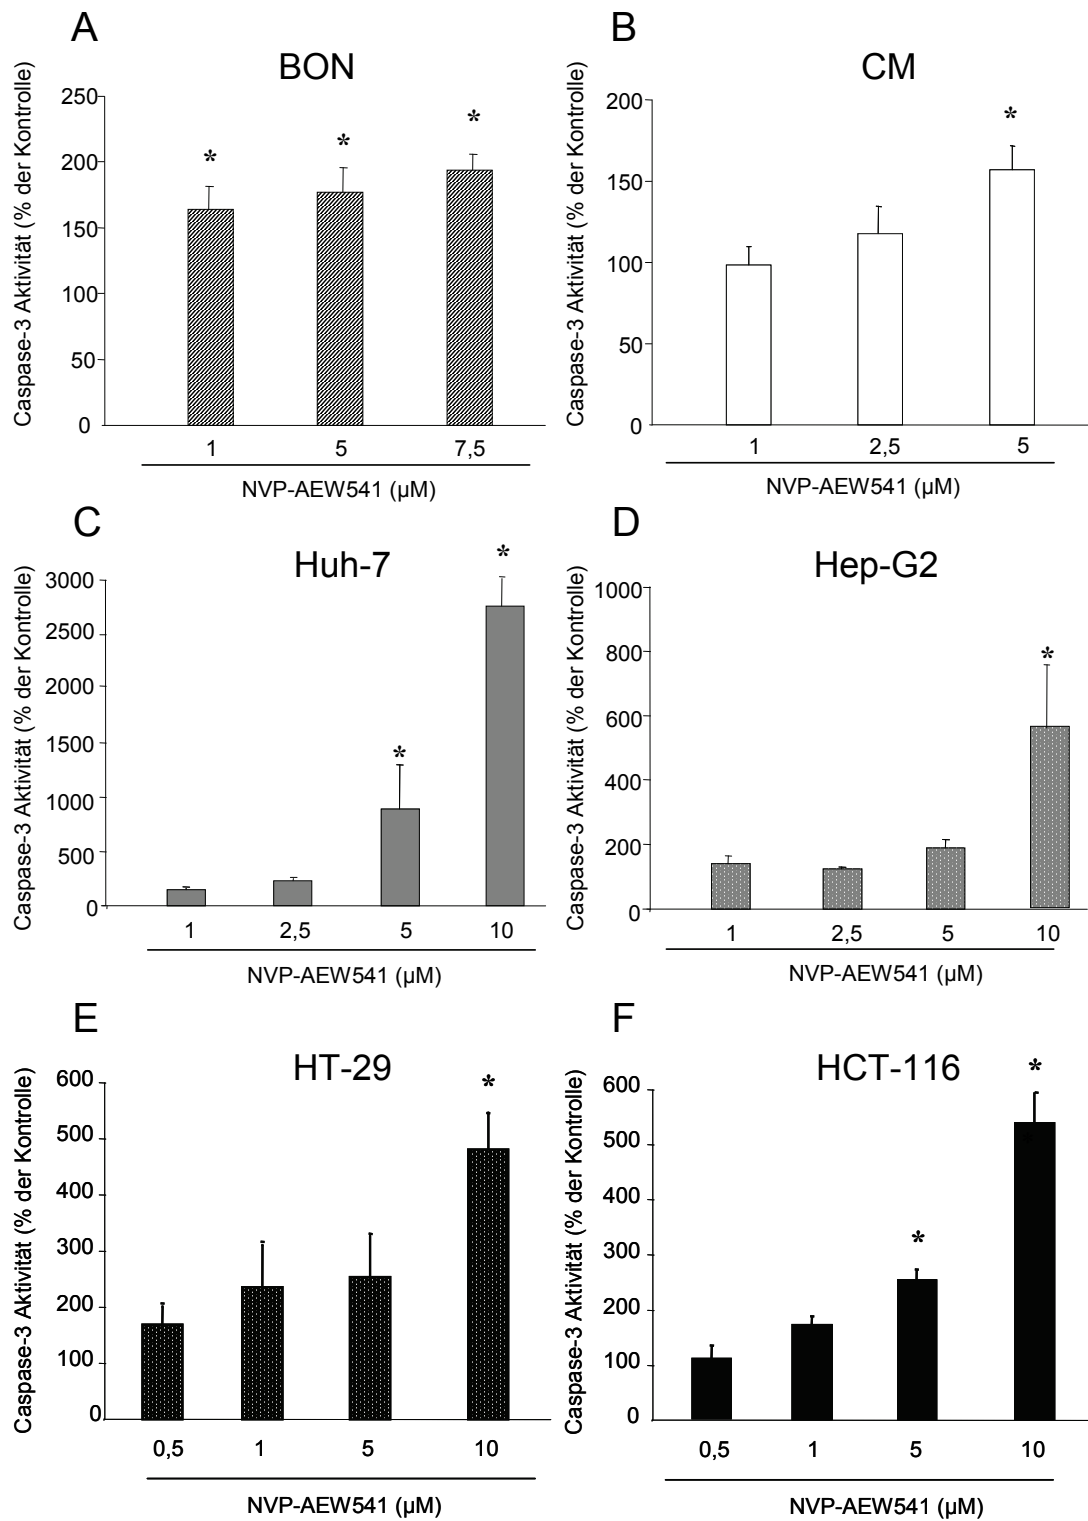 A
BON
Caspase-3 Aktivität (% der Kontrolle)
250
200
150
100
50
0
*
*
*
1 5 7,5
NVP-AEW541 (µM)
B
CM
Caspase-3 Aktivität (% der Kontrolle)
200
150
100
50
0
*
1 2,5 5
NVP-AEW541 (µM)
C
Huh-7
Caspase-3 Aktivität (% der Kontrolle)
3000
2500
2000
1500
1000
500
0
*
*
1 2,5 5 10
NVP-AEW541 (µM)
D
Hep-G2
Caspase-3 Aktivität (% der Kontrolle)
1000
800
600
400
200
0
*
1 2,5 5 10
NVP-AEW541 (µM)
E
HT-29
Caspase-3 Aktivität (% der Kontrolle)
600
500
400
300
200
100
0
*
0,5 1 5 10
NVP-AEW541 (µM)
F
HCT-116
Caspase-3 Aktivität (% der Kontrolle)
600
500
400
300
200
100
0
*
*
0,5 1 5 10
NVP-AEW541 (µM)